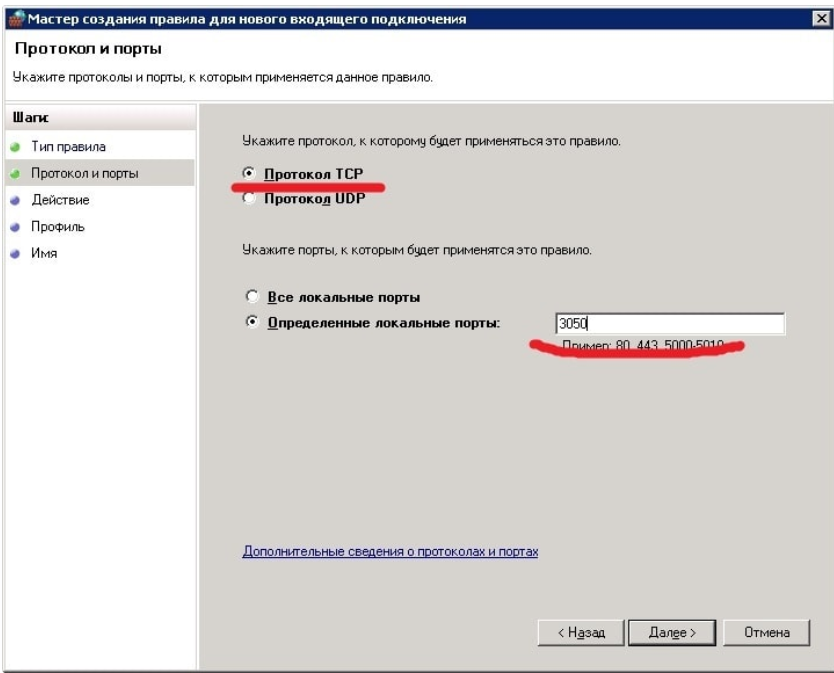 Мастер создания правила для нового входящего подключения
Протокол и порты
Укажите протоколы и порты, к которым применяется данное правило.
Шаги:
Тип правила
Протокол и порты
Действие
Профиль
Имя
Укажите протокол, к которому будет применяться это правило.
Протокол TCP
Протокол UDP
Укажите порты, к которым будет применятся это правило.
Все локальные порты
Определенные локальные порты:
3050
Пример: 80, 443, 5000-5010
Дополнительные сведения о протоколах и портах
< Назад
Далее >
Отмена